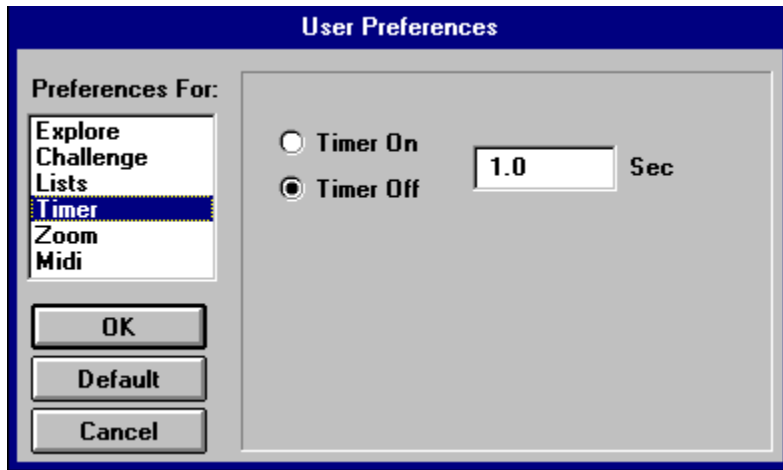 User Preferences
Preferences For:
Explore
Challenge
Lists
Timer
Zoom
Midi
OK
Default
Cancel
Timer On
Timer Off
1.0 Sec